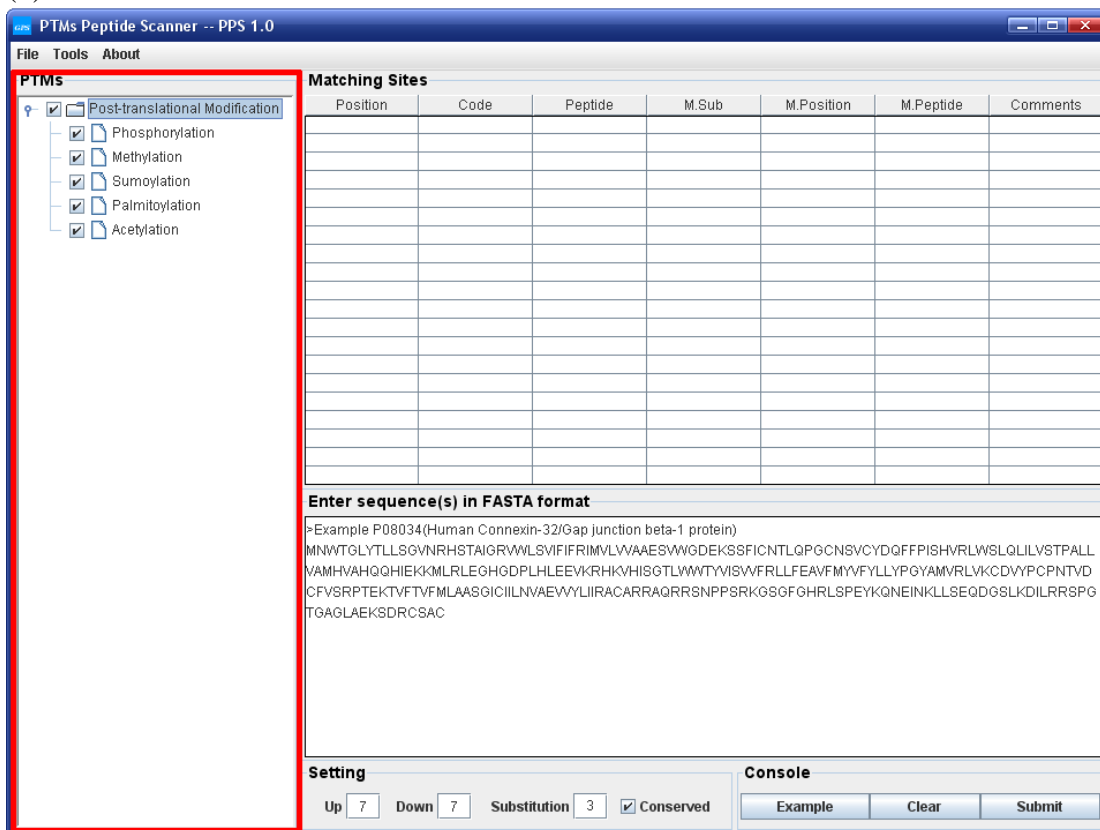 GPS PTMs Peptide Scanner -- PPS 1.0
File Tools About
PTMs
Post-translational Modification
Phosphorylation
Methylation
Sumoylation
Palmitoylation
Acetylation
Matching Sites
Position Code Peptide M.Sub M.Position M.Peptide Comments
Enter sequence(s) in FASTA format
>Example P08034(Human Connexin-32/Gap junction beta-1 protein)
MNWTGLYTLLSGVNRHSTAIGRVWLSVIFIFRIMVLVVAAESVWGDEKSSFICNTLQPGCNSVCYDQFFPISHVRLWSLQLILVSTPALL
VAMHVAHQQHIEKKMLRLEGHGDPLHLEEVKRHKVHISGTLWWTYVISVVFRLLFEAVFMYVFYLLYPGYAMVRLVKCDVYPCPNTVD
CFVSRPTEKTVFTVFMLAASGICIILNVAEVVYLIIRACARRAQRRSNPPSRKGSGFGHRLSPEYKQNEINKLLSEQDGSLKDILRRSPG
TGAGLAEKSDRCSAC
Setting
Up 7 Down 7 Substitution 3 Conserved
Console
Example Clear Submit